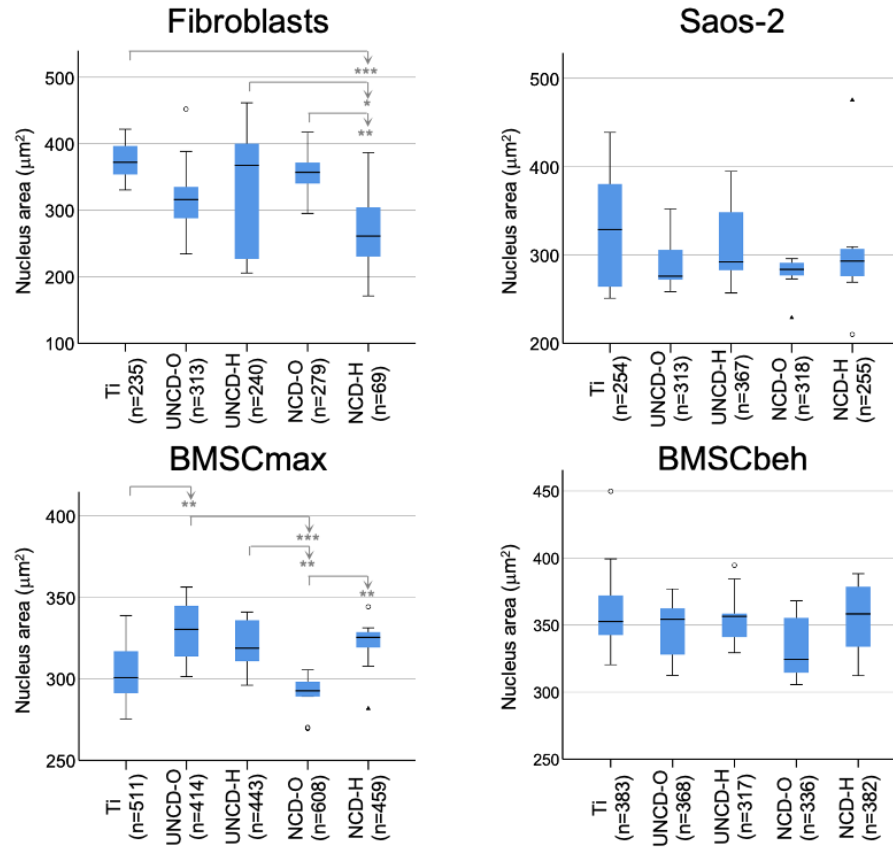 Fibroblasts
Nucleus area (μm²)
500
400
300
200
100
***
*
**
Ti
(n=235)
UNCD-O
(n=313)
UNCD-H
(n=240)
NCD-O
(n=279)
NCD-H
(n=69)
Saos-2
Nucleus area (μm²)
500
400
300
200
Ti
(n=254)
UNCD-O
(n=313)
UNCD-H
(n=367)
NCD-O
(n=318)
NCD-H
(n=255)
BMSCmax
Nucleus area (μm²)
400
350
300
250
**
***
**
**
Ti
(n=511)
UNCD-O
(n=414)
UNCD-H
(n=443)
NCD-O
(n=608)
NCD-H
(n=459)
BMSCbeh
Nucleus area (μm²)
450
400
350
300
250
Ti
(n=383)
UNCD-O
(n=368)
UNCD-H
(n=317)
NCD-O
(n=336)
NCD-H
(n=382)